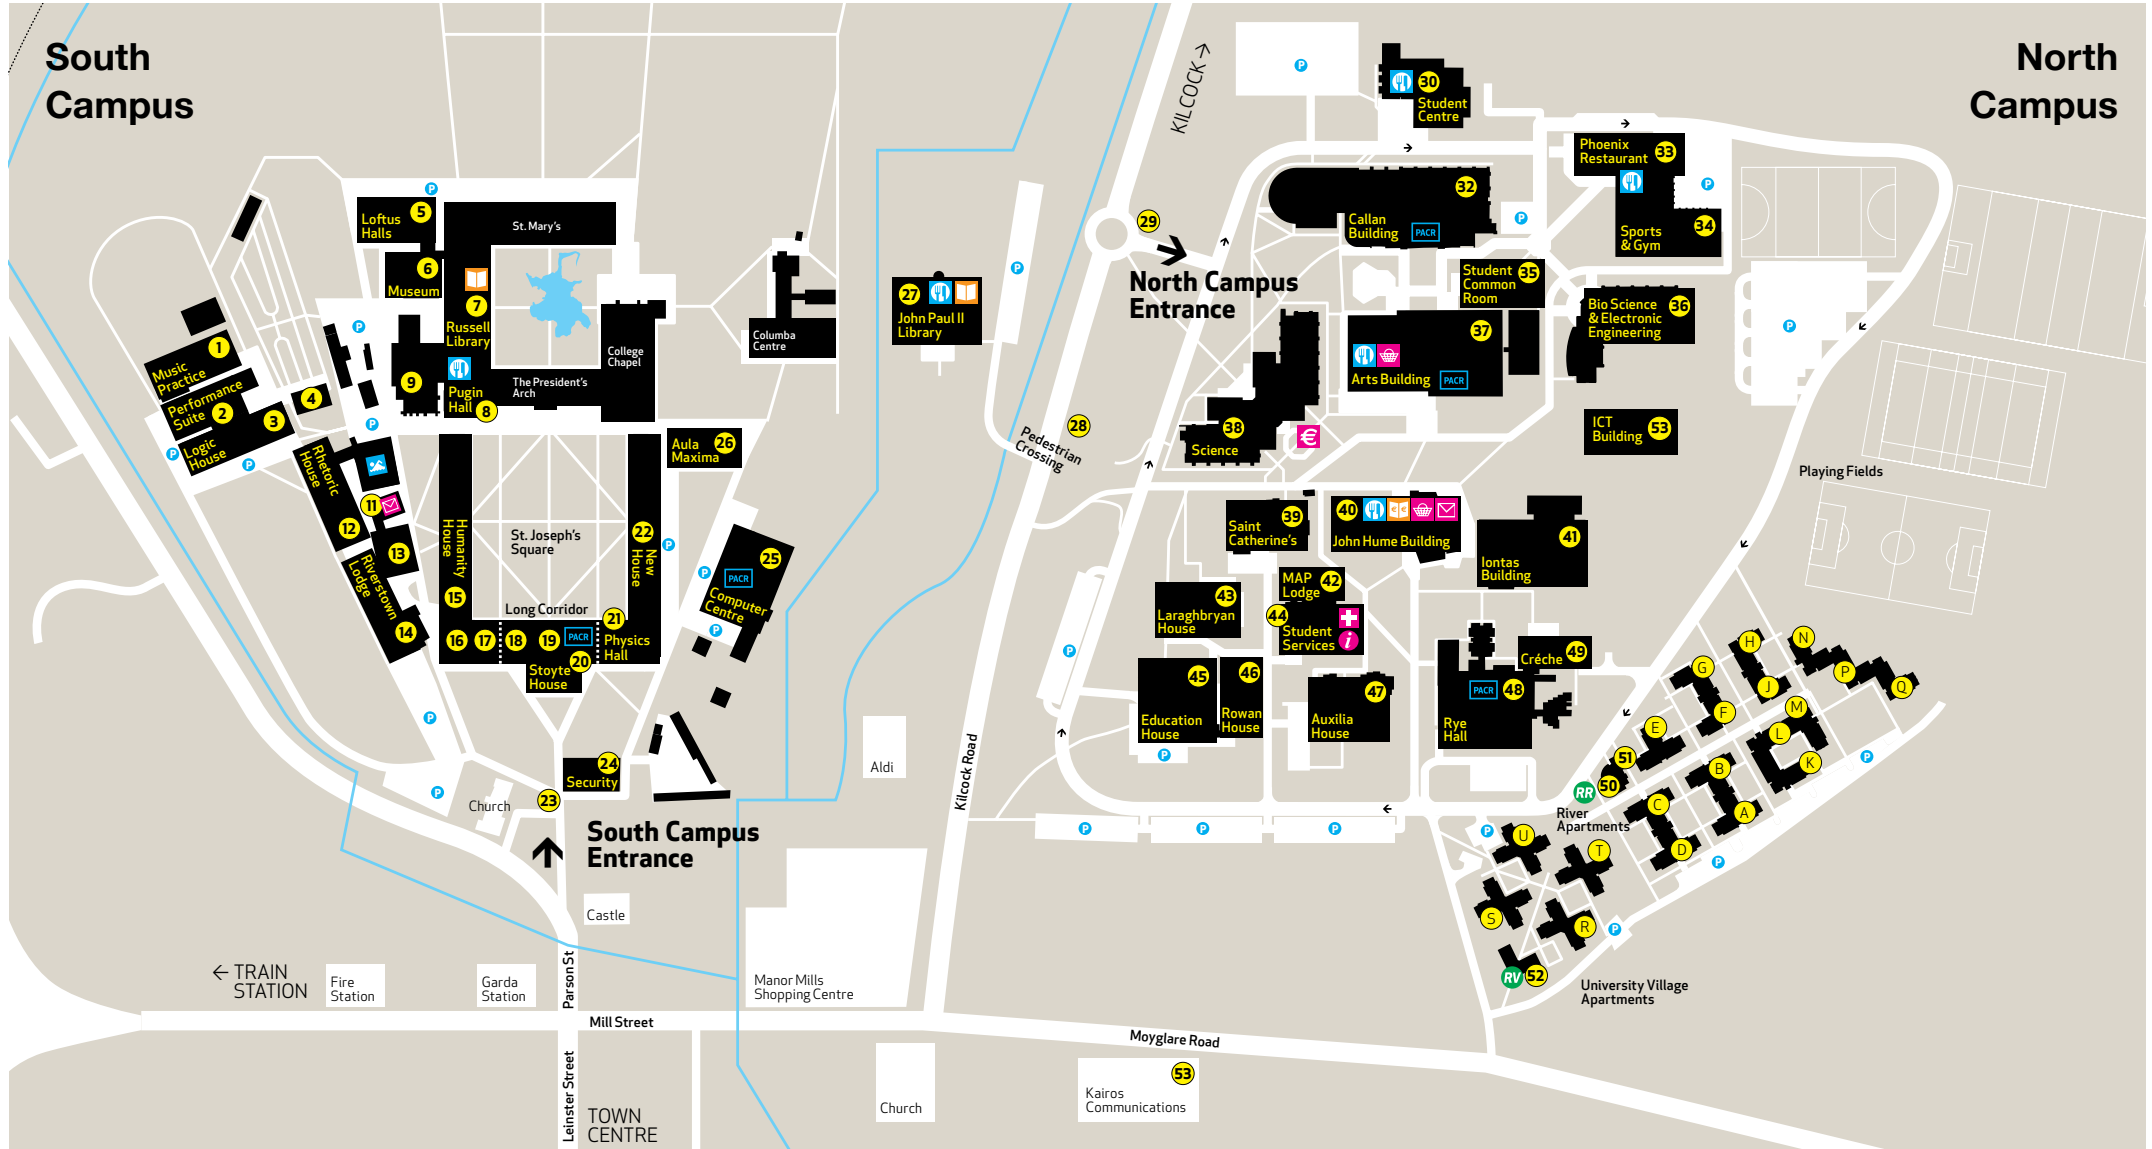 South
Campus
North
Campus
KILCOCK →
P
P
30
Student
Centre
Phoenix
Restaurant
33
P
5
Loftus
Halls
St. Mary's
29
32
Callan
Building
PACR
P
34
Sports
& Gym
6
Museum
7
Russell
Library
P
North Campus
Entrance
Student
Common
Room
35
27
John Paul II
Library
Bio Science
& Electronic
Engineering
36
P
P
37
Arts Building
PACR
Columba
Centre
College
Chapel
The President's
Arch
Pugin
Hall
8
9
1
Music
Practice
Performance
Suite
2
3
Logic
House
4
P
P
P
28
Pedestrian
Crossing
38
Science
€
ICT
Building
53
Aula
Maxima
26
Playing Fields
Rhetoric
House
12
11
13
Riverstown
Lodge
14
Humanity
House
15
St. Joseph's
Square
22
New
House
P
P
25
PACR
Computer
Centre
P
Long Corridor
21
Physics
Hall
16
17
18
19
PACR
20
Stoyte
House
39
Saint
Catherine's
40
John Hume Building
41
Iontas
Building
MAP
Lodge
42
43
Laraghbryan
House
44
Student
Services
i
P
45
Education
House
46
Rowan
House
47
Auxilia
House
PACR
48
Rye
Hall
Créche
49
P
H
N
G
P
J
Q
F
M
E
L
K
51
50
RR
River
Apartments
B
C
A
D
P
P
P
P
24
Security
23
Church
South Campus
Entrance
Aldi
Kilcock Road
P
P
P
P
U
T
S
R
P
RV
52
University Village
Apartments
Castle
← TRAIN
STATION
Fire
Station
Garda
Station
Parson St
Manor Mills
Shopping Centre
Mill Street
Moyglare Road
Leinster Street
TOWN
CENTRE
Church
53
Kairos
Communications